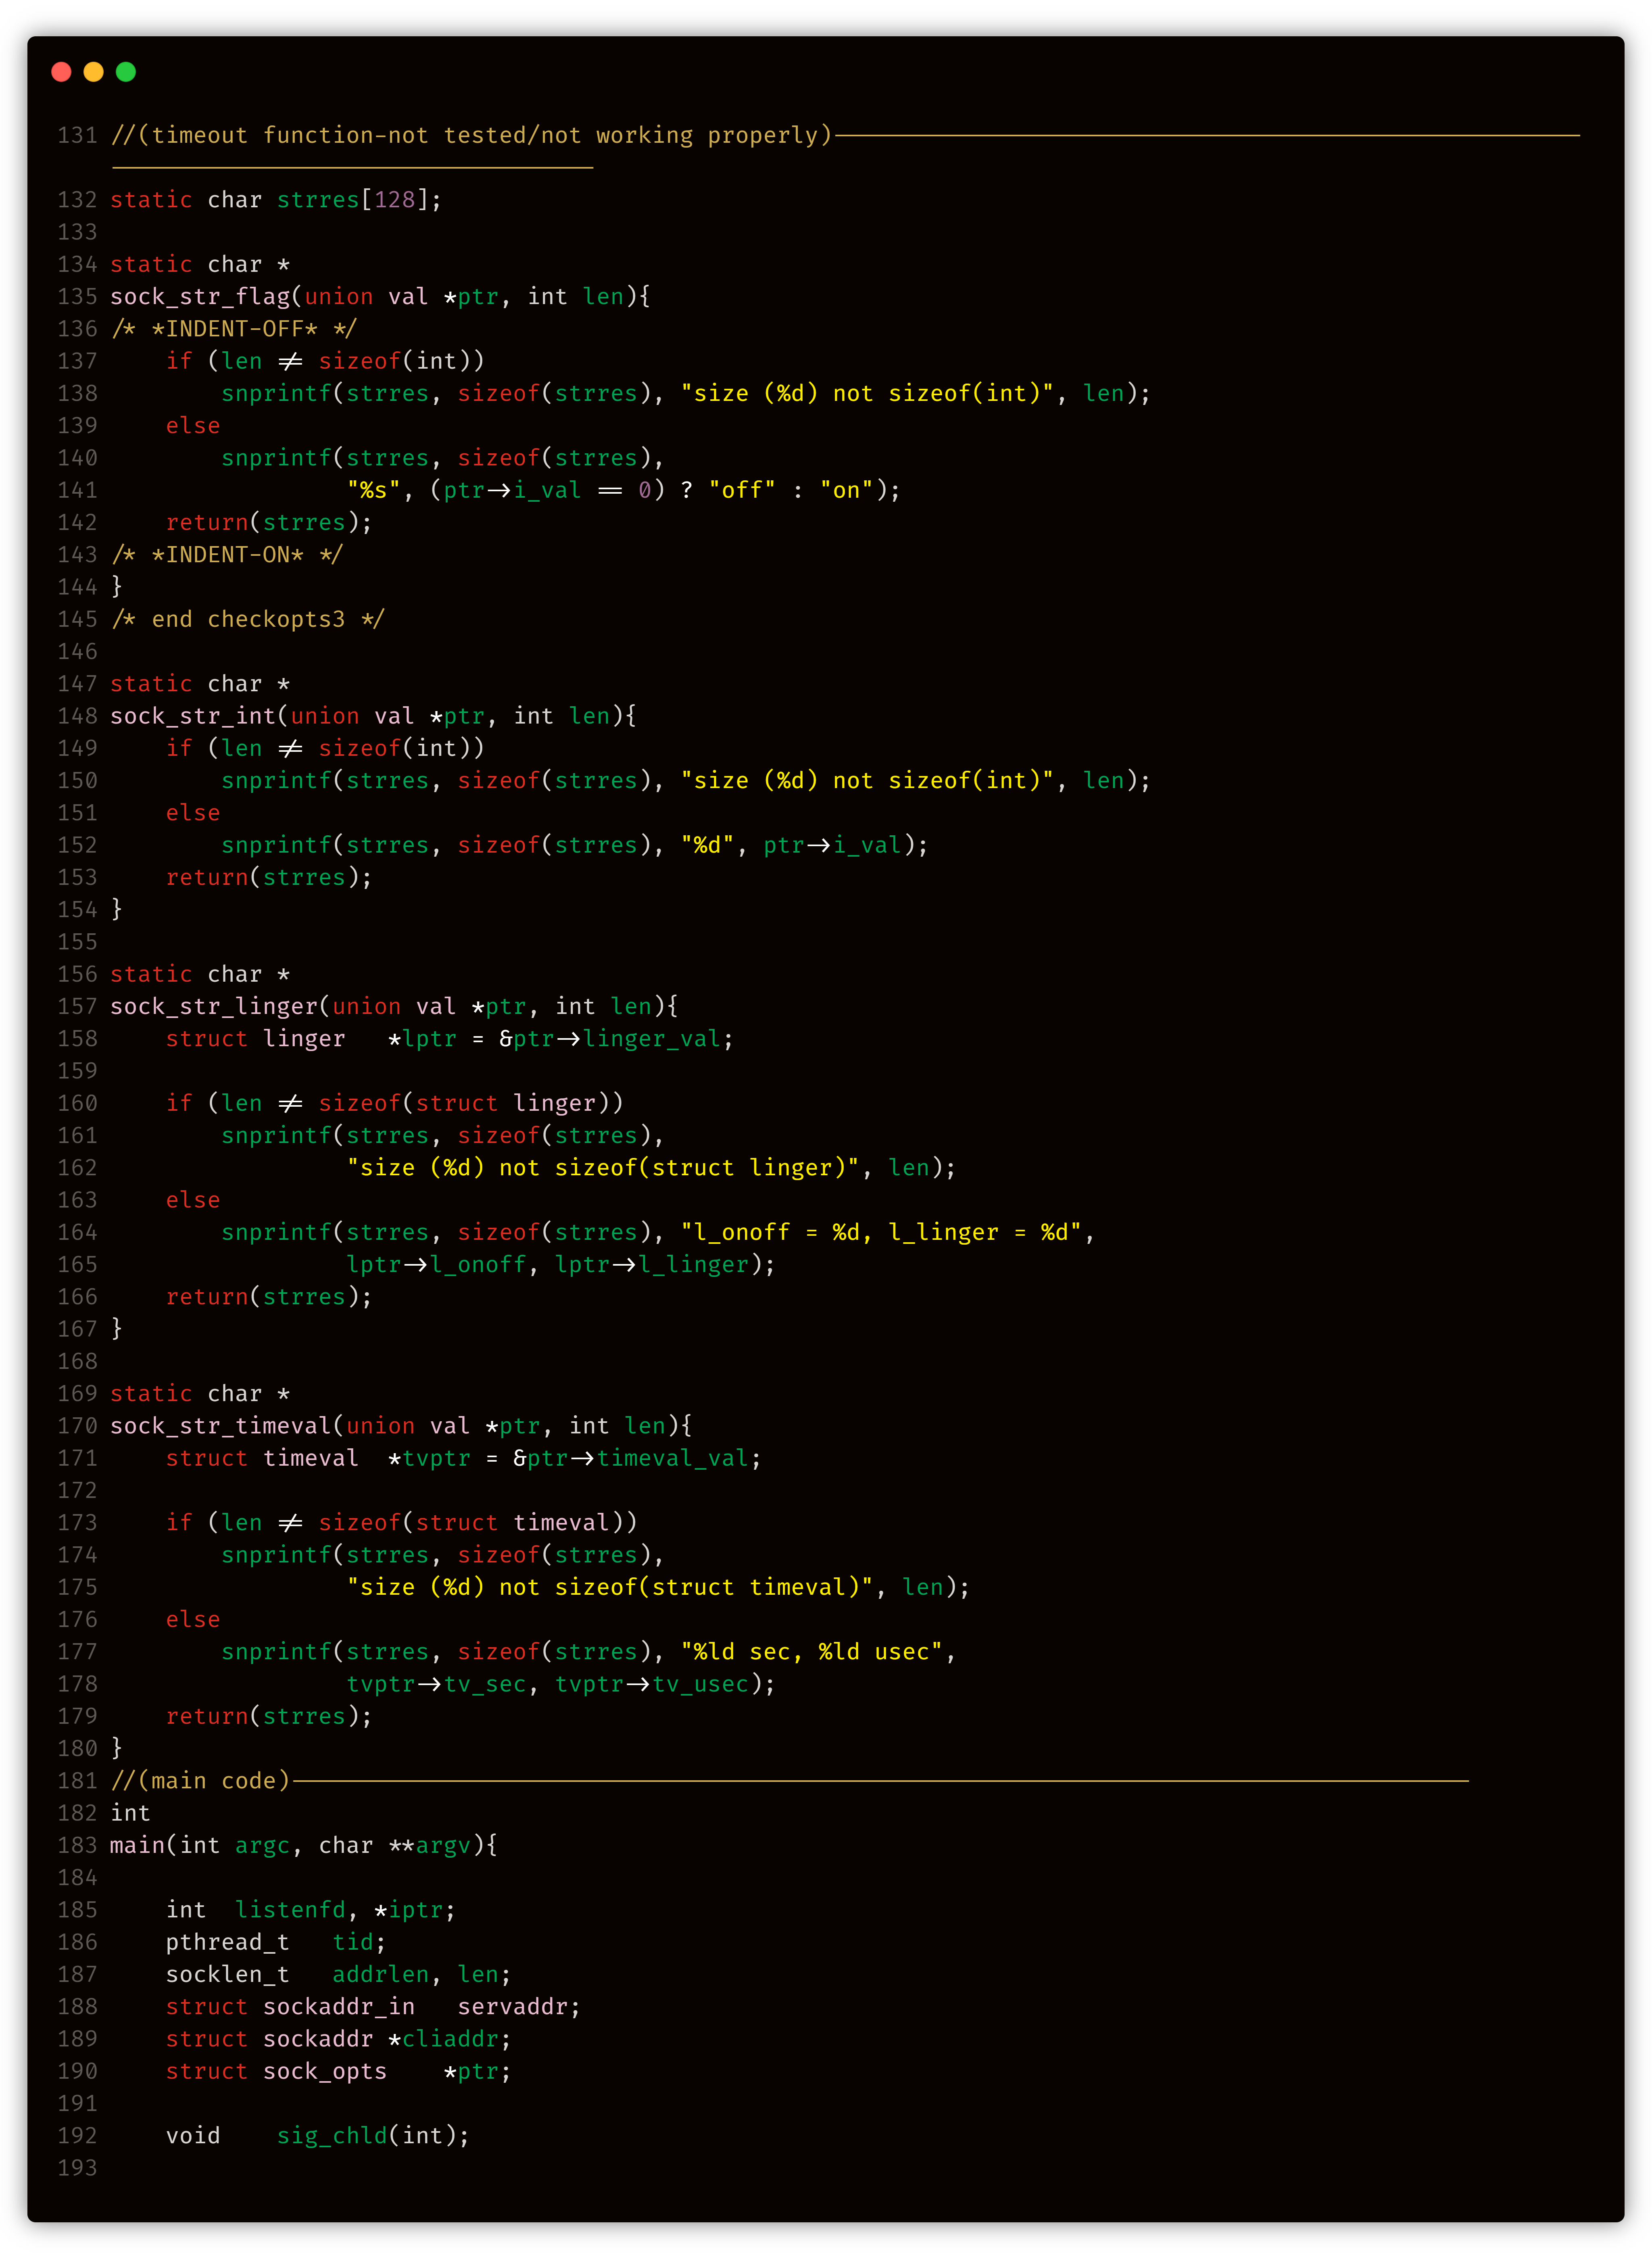 131 //(timeout function-not tested/not working properly)------------------------------------------------------
-----------------------------------
132 static char strres[128];
133
134 static char *
135 sock_str_flag(union val *ptr, int len){
136 /* *INDENT-OFF* */
137     if (len != sizeof(int))
138         snprintf(strres, sizeof(strres), "size (%d) not sizeof(int)", len);
139     else
140         snprintf(strres, sizeof(strres),
141                  "%s", (ptr->i_val == 0) ? "off" : "on");
142     return(strres);
143 /* *INDENT-ON* */
144 }
145 /* end checkopts3 */
146
147 static char *
148 sock_str_int(union val *ptr, int len){
149     if (len != sizeof(int))
150         snprintf(strres, sizeof(strres), "size (%d) not sizeof(int)", len);
151     else
152         snprintf(strres, sizeof(strres), "%d", ptr->i_val);
153     return(strres);
154 }
155
156 static char *
157 sock_str_linger(union val *ptr, int len){
158     struct linger   *lptr = &ptr->linger_val;
159
160     if (len != sizeof(struct linger))
161         snprintf(strres, sizeof(strres),
162                  "size (%d) not sizeof(struct linger)", len);
163     else
164         snprintf(strres, sizeof(strres), "l_onoff = %d, l_linger = %d",
165                  lptr->l_onoff, lptr->l_linger);
166     return(strres);
167 }
168
169 static char *
170 sock_str_timeval(union val *ptr, int len){
171     struct timeval  *tvptr = &ptr->timeval_val;
172
173     if (len != sizeof(struct timeval))
174         snprintf(strres, sizeof(strres),
175                  "size (%d) not sizeof(struct timeval)", len);
176     else
177         snprintf(strres, sizeof(strres), "%ld sec, %ld usec",
178                  tvptr->tv_sec, tvptr->tv_usec);
179     return(strres);
180 }
181 //(main code)-------------------------------------------------------------------------------------
182 int
183 main(int argc, char **argv){
184
185     int  listenfd, *iptr;
186     pthread_t   tid;
187     socklen_t   addrlen, len;
188     struct sockaddr_in   servaddr;
189     struct sockaddr *cliaddr;
190     struct sock_opts    *ptr;
191
192     void    sig_chld(int);
193